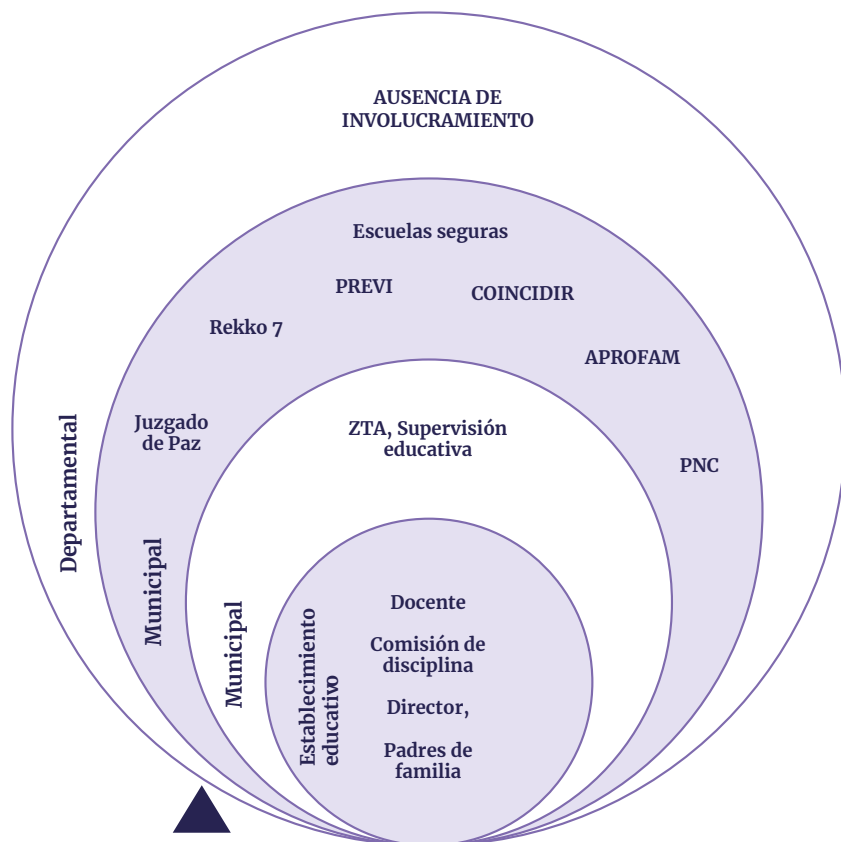 AUSENCIA DE
INVOLUCRAMIENTO
Escuelas seguras
PREVI
COINCIDIR
Rekko 7
APROFAM
Juzgado
de Paz
ZTA, Supervisión
educativa
PNC
Departamental
Municipal
Municipal
Establecimiento
educativo
Docente
Comisión de
disciplina
Director,
Padres de
familia